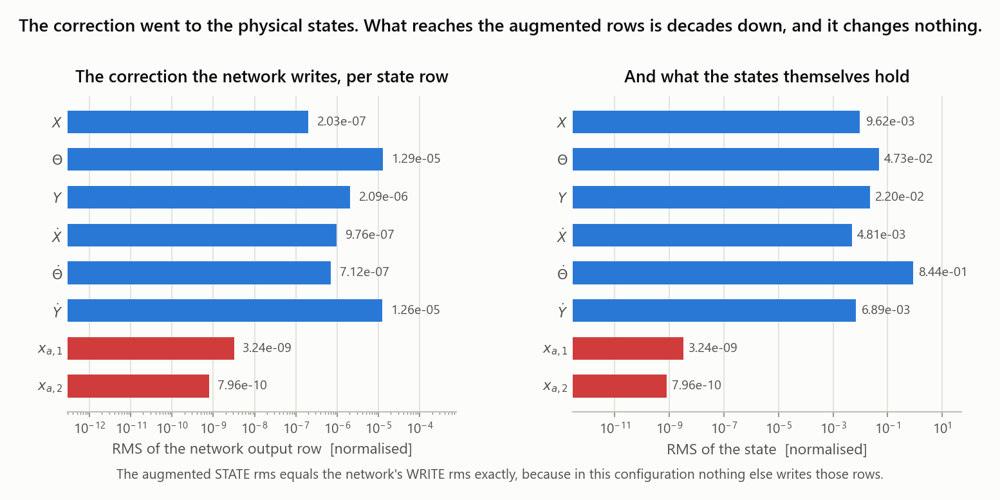 The correction went to the physical states. What reaches the augmented rows is decades down, and it changes nothing.
The correction the network writes, per state row
X 2.03e-07
Θ 1.29e-05
Y 2.09e-06
Ẋ 9.76e-07
Θ̇ 7.12e-07
Ẏ 1.26e-05
x_{a,1} 3.24e-09
x_{a,2} 7.96e-10
10⁻¹² 10⁻¹¹ 10⁻¹⁰ 10⁻⁹ 10⁻⁸ 10⁻⁷ 10⁻⁶ 10⁻⁵ 10⁻⁴
RMS of the network output row [normalised]
And what the states themselves hold
X 9.62e-03
Θ 4.73e-02
Y 2.20e-02
Ẋ 4.81e-03
Θ̇ 8.44e-01
Ẏ 6.89e-03
x_{a,1} 3.24e-09
x_{a,2} 7.96e-10
10⁻¹¹ 10⁻⁹ 10⁻⁷ 10⁻⁵ 10⁻³ 10⁻¹ 10¹
RMS of the state [normalised]
The augmented STATE rms equals the network's WRITE rms exactly, because in this configuration nothing else writes those rows.